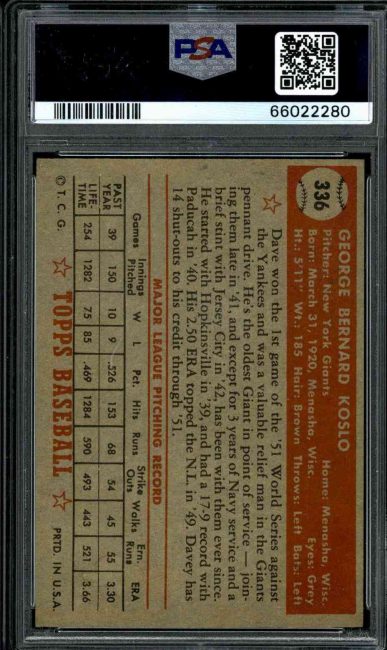 PSA
66022280
336
GEORGE BERNARD KOSLO
Pitcher: New York Giants Home: Menasha, Wisc.
Born: March 31, 1920, Menasha, Wisc. Eyes: Grey
Ht.: 5'11" Wt.: 185 Hair: Brown Throws: Left Bats: Left
Dave won the 1st game of the '51 World Series against
the Yankees and was a valuable relief man in the Giants
pennant drive. He's the oldest Giant in point of service — join-
ing them late in '41, and except for 3 years of Navy service and a
brief stint with Jersey City in '42, has been with them ever since.
He started with Hopkinsville in '39, and had a 17-9 record with
Paducah in '40. His 2.50 ERA topped the N.L. in '49. Davey has
14 shut-outs to his credit through '51.
MAJOR LEAGUE PITCHING RECORD
Games Innings Pitched W L Pct. Hits Runs Strike Outs Walks Ern. Runs ERA
PAST YEAR 39 150 10 9 .526 153 68 54 45 55 3.30
LIFE- TIME 254 1282 75 85 .469 1284 590 493 443 521 3.66
© T. C. G. TOPPS BASEBALL PRTD. IN U.S.A.